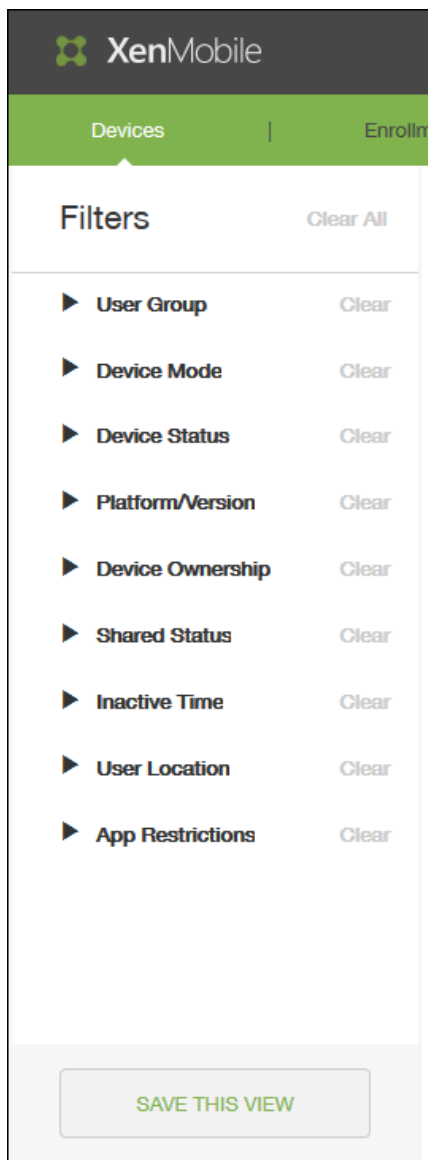 XenMobile
Devices | Enrollm
Filters Clear All
User Group Clear
Device Mode Clear
Device Status Clear
Platform/Version Clear
Device Ownership Clear
Shared Status Clear
Inactive Time Clear
User Location Clear
App Restrictions Clear
SAVE THIS VIEW